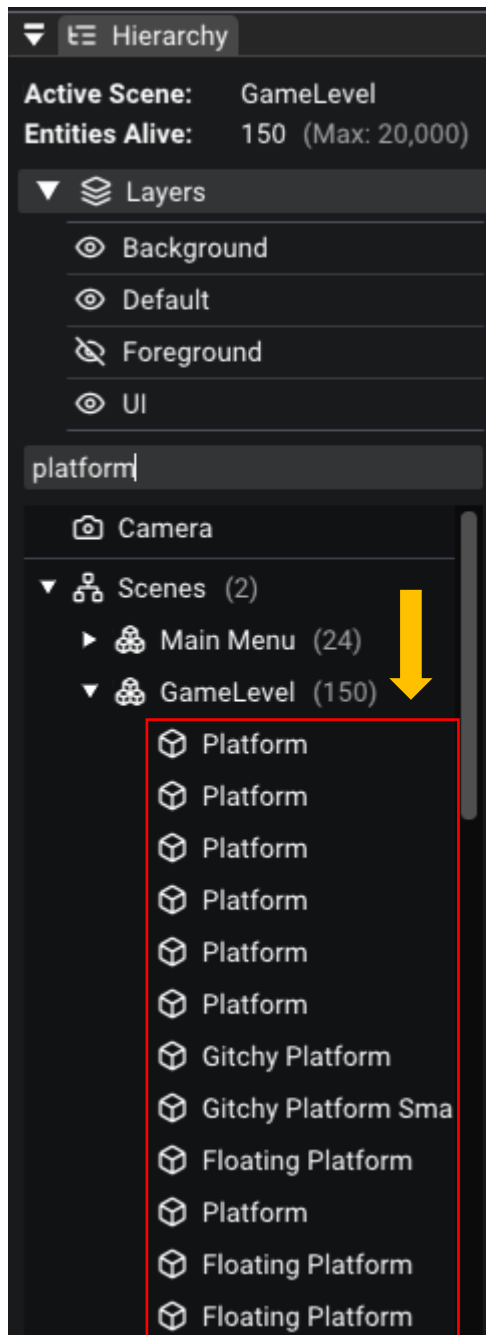 Hierarchy
Active Scene: GameLevel
Entities Alive: 150 (Max: 20,000)
Layers
Background
Default
Foreground
UI
platform
Camera
Scenes (2)
Main Menu (24)
GameLevel (150)
Platform
Platform
Platform
Platform
Platform
Platform
Gitchy Platform
Gitchy Platform Sma
Floating Platform
Platform
Floating Platform
Floating Platform